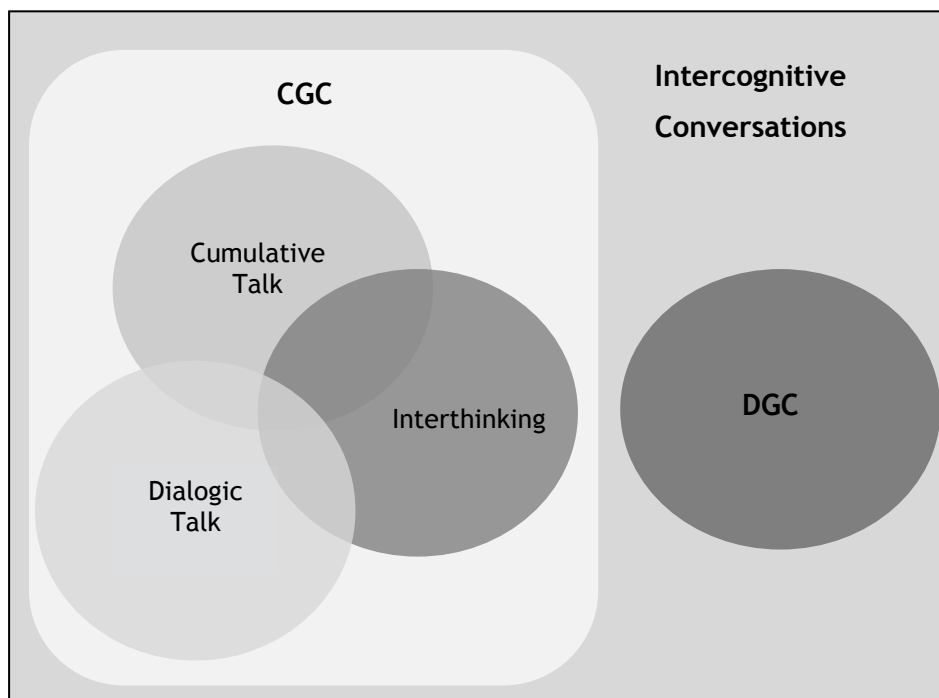 CGC
Intercognitive
Conversations
Cumulative
Talk
Interthinking
DGC
Dialogic
Talk